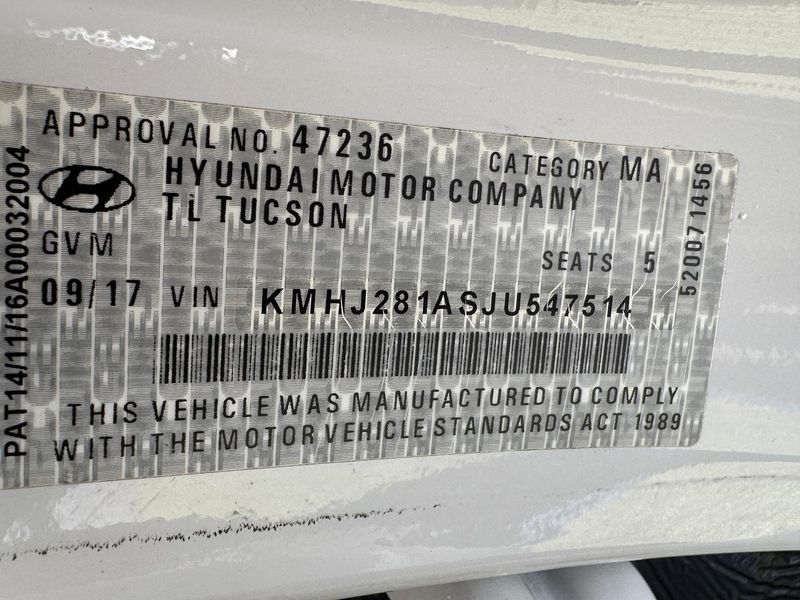 APPROVAL NO. 47236
CATEGORY MA
HYUNDAI MOTOR COMPANY
TL TUCSON
GVM
SEATS 5
09/17 VIN KMHJ281ASJU547514
THIS VEHICLE WAS MANUFACTURED TO COMPLY
WITH THE MOTOR VEHICLE STANDARDS ACT 1989
PAT14/11/16A00032004
520071456